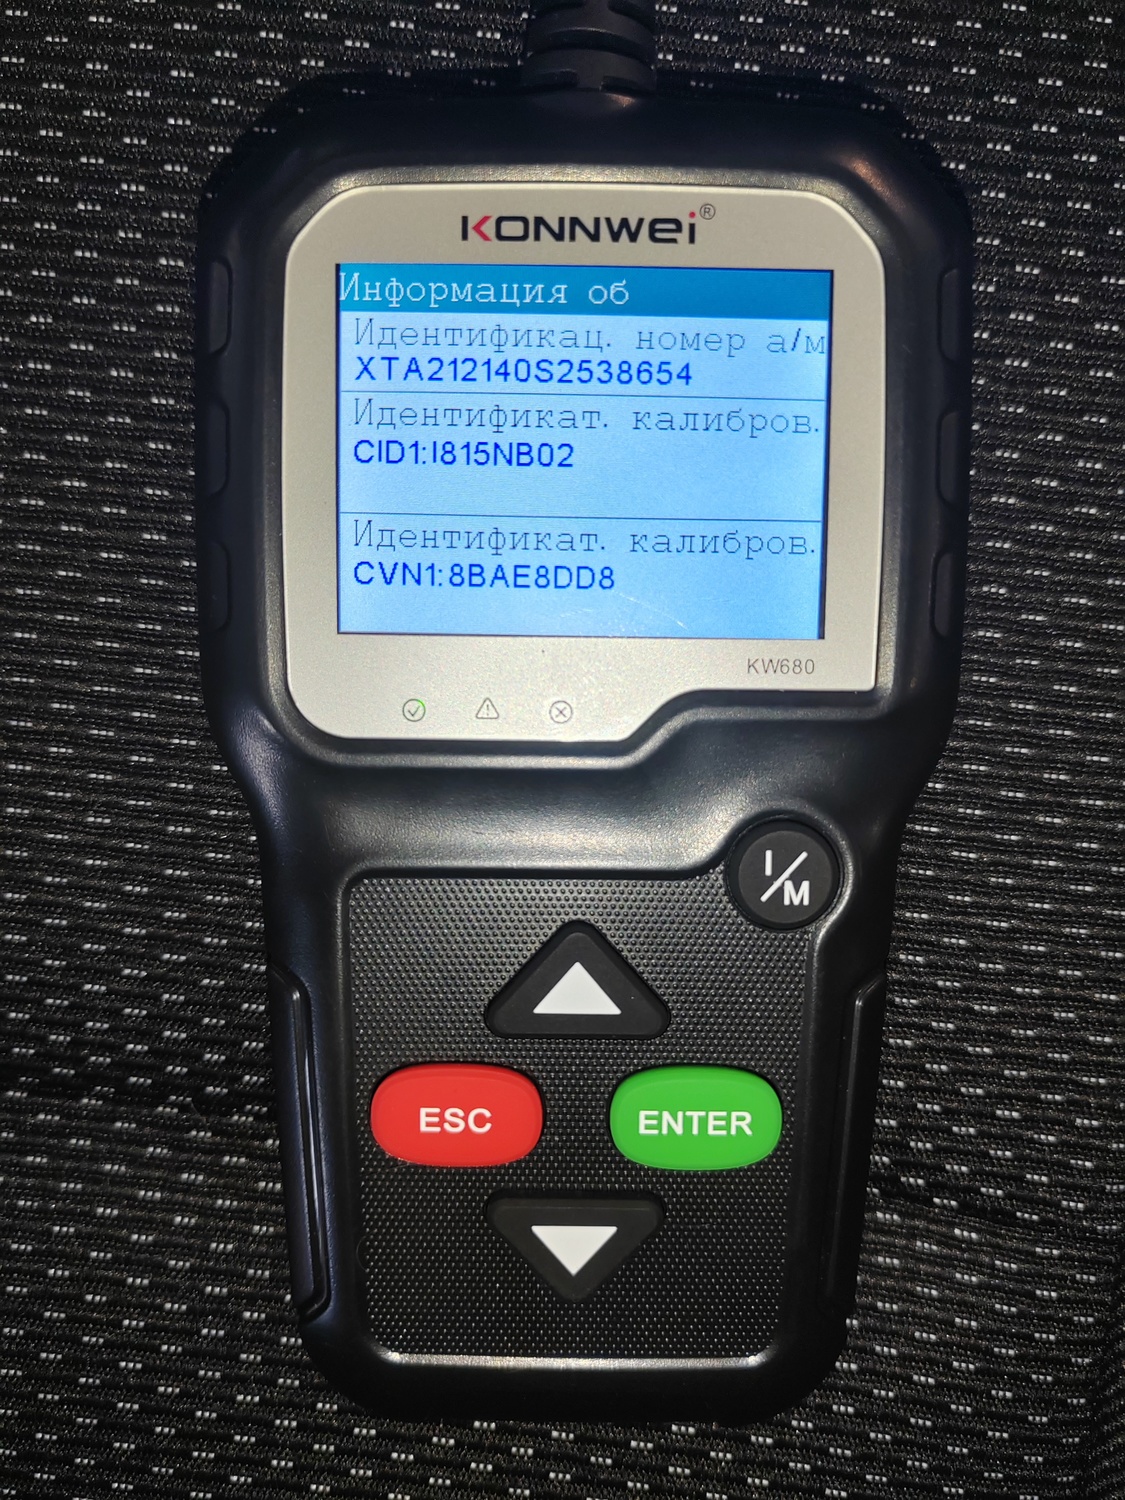 KONNWEI®
Информация об
Идентификац. номер а/м
XTA212140S2538654
Идентификат. калибров.
CID1:I815NB02
Идентификат. калибров.
CVN1:8BAE8DD8
KW680
I/M
ESC
ENTER